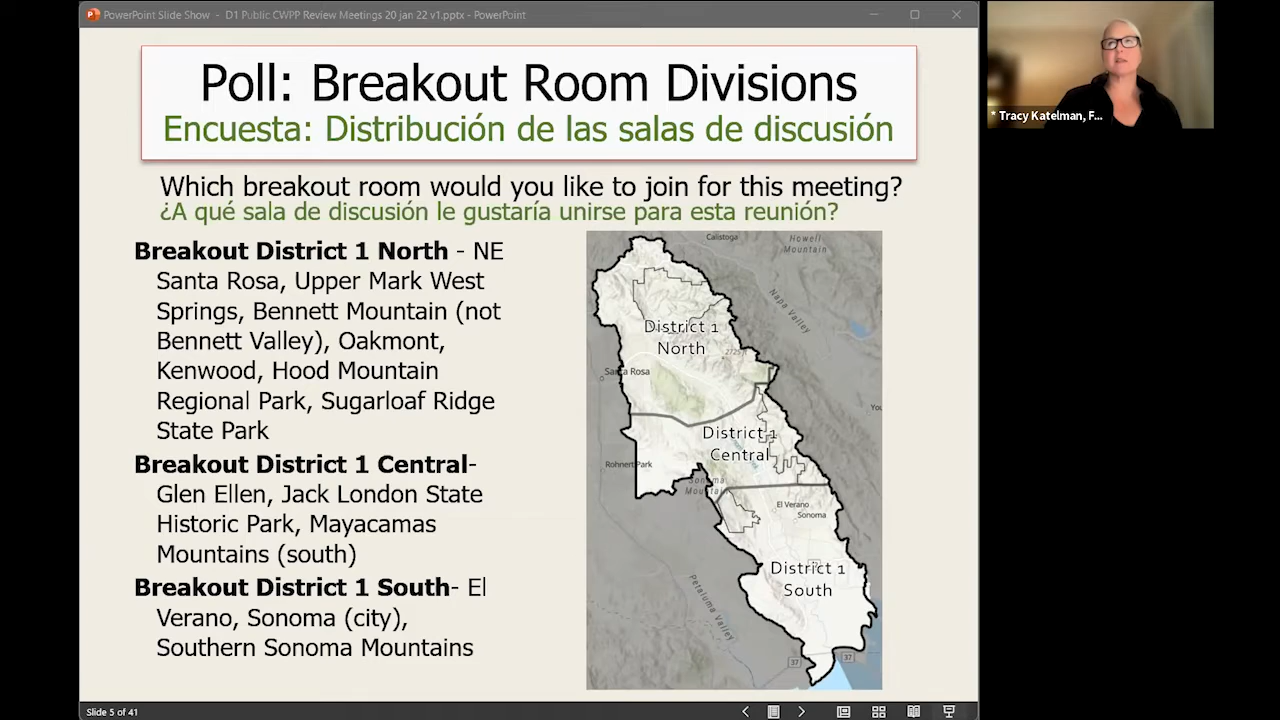 PowerPoint Slide Show - D1 Public CWPP Review Meetings 20 jan 22 v1.pptx - PowerPoint
* Tracy Katelman, F...
Poll: Breakout Room Divisions
Encuesta: Distribución de las salas de discusión
Which breakout room would you like to join for this meeting?
¿A qué sala de discusión le gustaría unirse para esta reunión?
Breakout District 1 North - NE
Santa Rosa, Upper Mark West
Springs, Bennett Mountain (not
Bennett Valley), Oakmont,
Kenwood, Hood Mountain
Regional Park, Sugarloaf Ridge
State Park
Breakout District 1 Central-
Glen Ellen, Jack London State
Historic Park, Mayacamas
Mountains (south)
Breakout District 1 South- El
Verano, Sonoma (city),
Southern Sonoma Mountains
Calistoga
Howell
Mountain
Napa Valley
District 1
North
2725
Santa Rosa
You
District 1
Central
Rohnert Park
Sonoma
Mountains
El Verano
Sonoma
District 1
South
Petaluma Valley
37
37
Slide 5 of 41